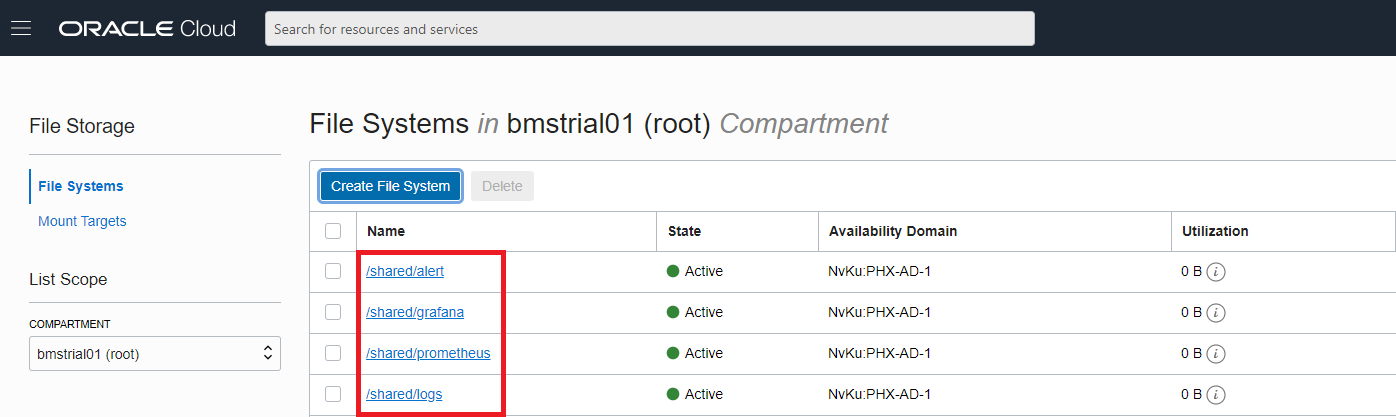 ORACLE Cloud
Search for resources and services
File Storage
File Systems
Mount Targets
List Scope
COMPARTMENT
bmstrial01 (root)
File Systems in bmstrial01 (root) Compartment
Create File System Delete
Name State Availability Domain Utilization
/shared/alert Active NvKu:PHX-AD-1 0 B i
/shared/grafana Active NvKu:PHX-AD-1 0 B i
/shared/prometheus Active NvKu:PHX-AD-1 0 B i
/shared/logs Active NvKu:PHX-AD-1 0 B i